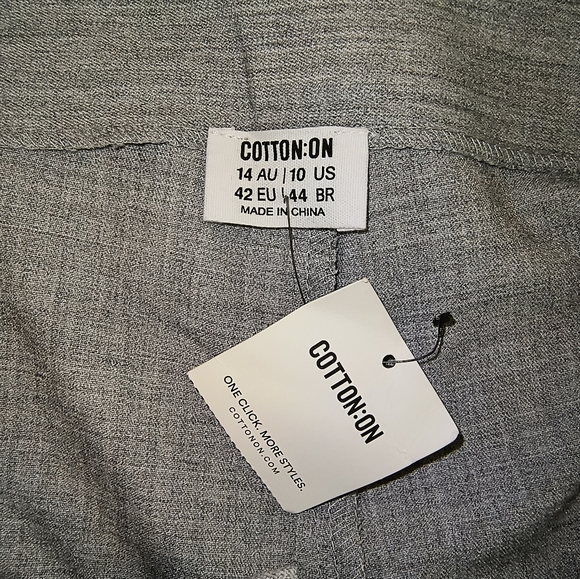 COTTON:ON
14 AU | 10 US
42 EU | 44 BR
MADE IN CHINA
COTTON:ON
ONE CLICK. MORE STYLES.
COTTONON.COM